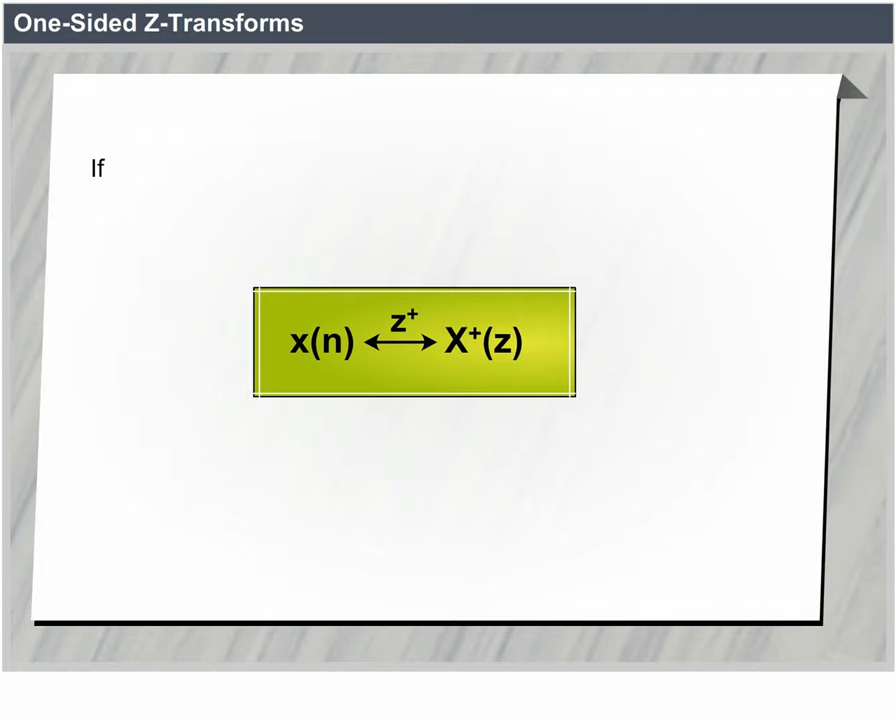 One-Sided Z-Transforms
If
x(n) ⟷ z⁺ X⁺(z)